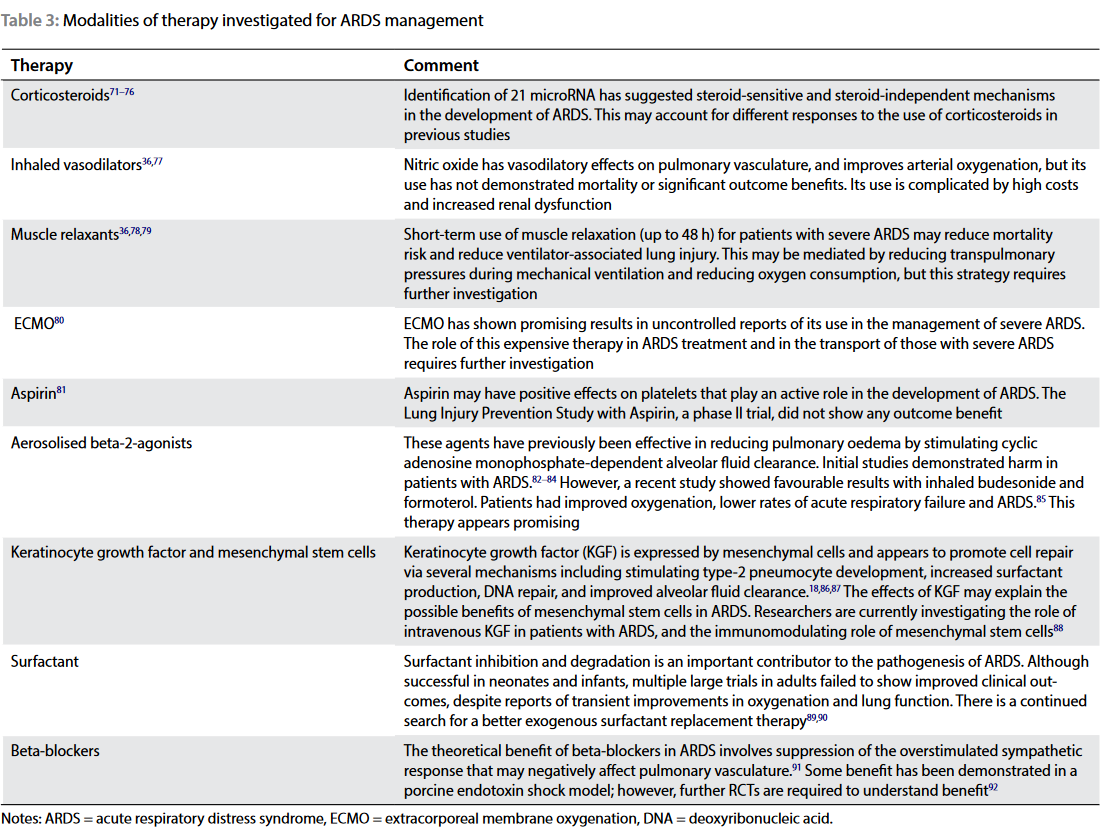 Table 3: Modalities of therapy investigated for ARDS management
Therapy Comment
Corticosteroids71–76 Identification of 21 microRNA has suggested steroid-sensitive and steroid-independent mechanisms
in the development of ARDS. This may account for different responses to the use of corticosteroids in
previous studies
Inhaled vasodilators36,77 Nitric oxide has vasodilatory effects on pulmonary vasculature, and improves arterial oxygenation, but its
use has not demonstrated mortality or significant outcome benefits. Its use is complicated by high costs
and increased renal dysfunction
Muscle relaxants36,78,79 Short-term use of muscle relaxation (up to 48 h) for patients with severe ARDS may reduce mortality
risk and reduce ventilator-associated lung injury. This may be mediated by reducing transpulmonary
pressures during mechanical ventilation and reducing oxygen consumption, but this strategy requires
further investigation
ECMO80 ECMO has shown promising results in uncontrolled reports of its use in the management of severe ARDS.
The role of this expensive therapy in ARDS treatment and in the transport of those with severe ARDS
requires further investigation
Aspirin81 Aspirin may have positive effects on platelets that play an active role in the development of ARDS. The
Lung Injury Prevention Study with Aspirin, a phase II trial, did not show any outcome benefit
Aerosolised beta-2-agonists These agents have previously been effective in reducing pulmonary oedema by stimulating cyclic
adenosine monophosphate-dependent alveolar fluid clearance. Initial studies demonstrated harm in
patients with ARDS.82–84 However, a recent study showed favourable results with inhaled budesonide and
formoterol. Patients had improved oxygenation, lower rates of acute respiratory failure and ARDS.85 This
therapy appears promising
Keratinocyte growth factor and mesenchymal stem cells Keratinocyte growth factor (KGF) is expressed by mesenchymal cells and appears to promote cell repair
via several mechanisms including stimulating type-2 pneumocyte development, increased surfactant
production, DNA repair, and improved alveolar fluid clearance.18,86,87 The effects of KGF may explain the
possible benefits of mesenchymal stem cells in ARDS. Researchers are currently investigating the role of
intravenous KGF in patients with ARDS, and the immunomodulating role of mesenchymal stem cells88
Surfactant Surfactant inhibition and degradation is an important contributor to the pathogenesis of ARDS. Although
successful in neonates and infants, multiple large trials in adults failed to show improved clinical out-
comes, despite reports of transient improvements in oxygenation and lung function. There is a continued
search for a better exogenous surfactant replacement therapy89,90
Beta-blockers The theoretical benefit of beta-blockers in ARDS involves suppression of the overstimulated sympathetic
response that may negatively affect pulmonary vasculature.91 Some benefit has been demonstrated in a
porcine endotoxin shock model; however, further RCTs are required to understand benefit92
Notes: ARDS = acute respiratory distress syndrome, ECMO = extracorporeal membrane oxygenation, DNA = deoxyribonucleic acid.